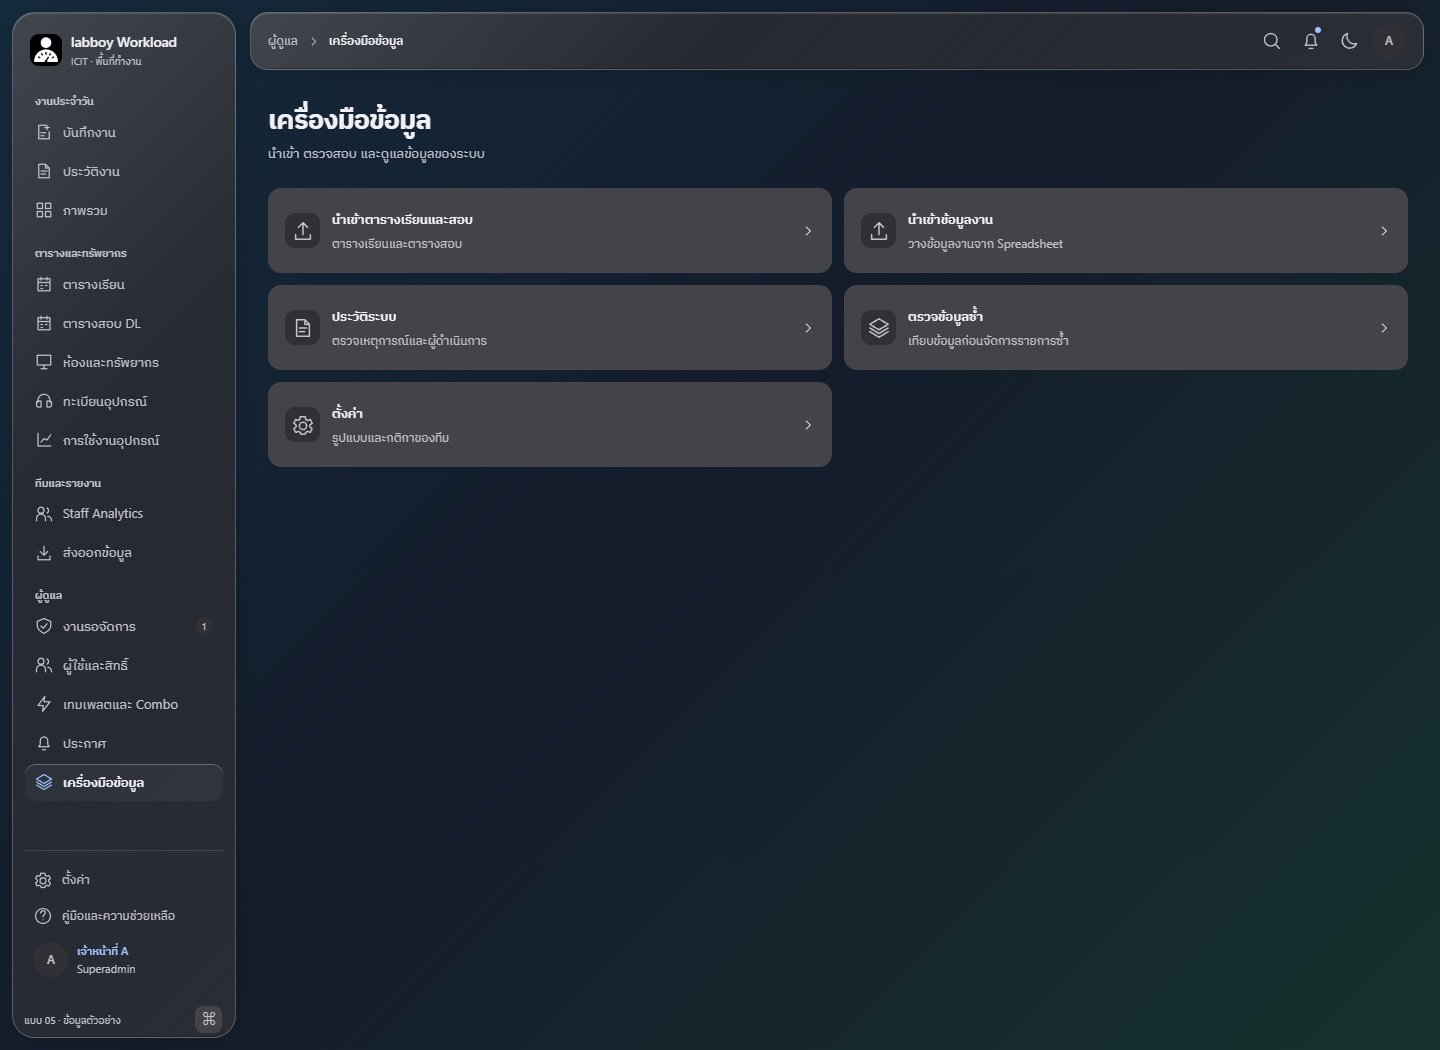 labboy Workload
ICIT · พื้นที่ทำงาน
งานประจำวัน
บันทึกงาน
ประวัติงาน
ภาพรวม
ตารางและทรัพยากร
ตารางเรียน
ตารางสอบ DL
ห้องและทรัพยากร
ทะเบียนอุปกรณ์
การใช้งานอุปกรณ์
ทีมและรายงาน
Staff Analytics
ส่งออกข้อมูล
ผู้ดูแล
งานรอจัดการ 1
ผู้ใช้และสิทธิ์
เทมเพลตและ Combo
ประกาศ
เครื่องมือข้อมูล
ตั้งค่า
คู่มือและความช่วยเหลือ
A
เจ้าหน้าที่ A
Superadmin
แบบ 05 · ข้อมูลตัวอย่าง
ผู้ดูแล > เครื่องมือข้อมูล
A
เครื่องมือข้อมูล
นำเข้า ตรวจสอบ และดูแลข้อมูลของระบบ
นำเข้าตารางเรียนและสอบ
ตารางเรียนและตารางสอบ
นำเข้าข้อมูลงาน
วางข้อมูลงานจาก Spreadsheet
ประวัติระบบ
ตรวจเหตุการณ์และผู้ดำเนินการ
ตรวจข้อมูลซ้ำ
เทียบข้อมูลก่อนจัดการรายการซ้ำ
ตั้งค่า
รูปแบบและกติกาของทีม